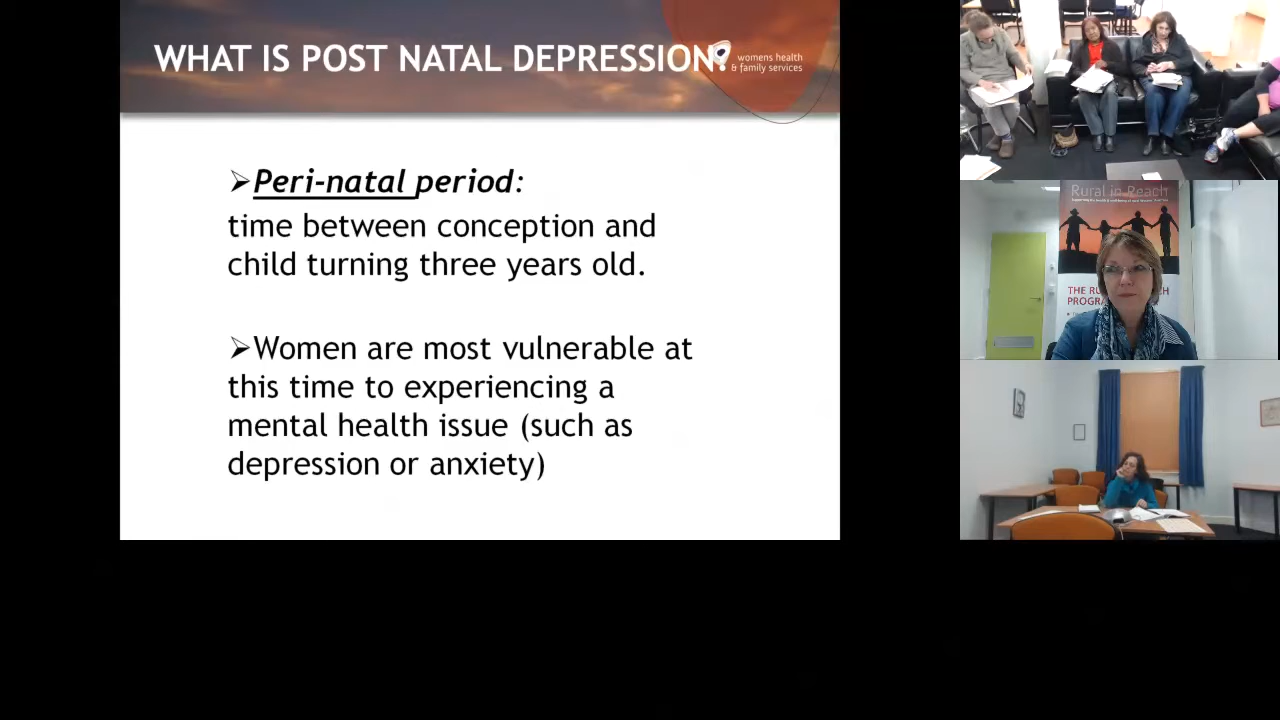 WHAT IS POST NATAL DEPRESSION?
womens health
& family services
➢Peri-natal period:
time between conception and
child turning three years old.
➢Women are most vulnerable at
this time to experiencing a
mental health issue (such as
depression or anxiety)
Rural in Reach
THE RU
PROGRA